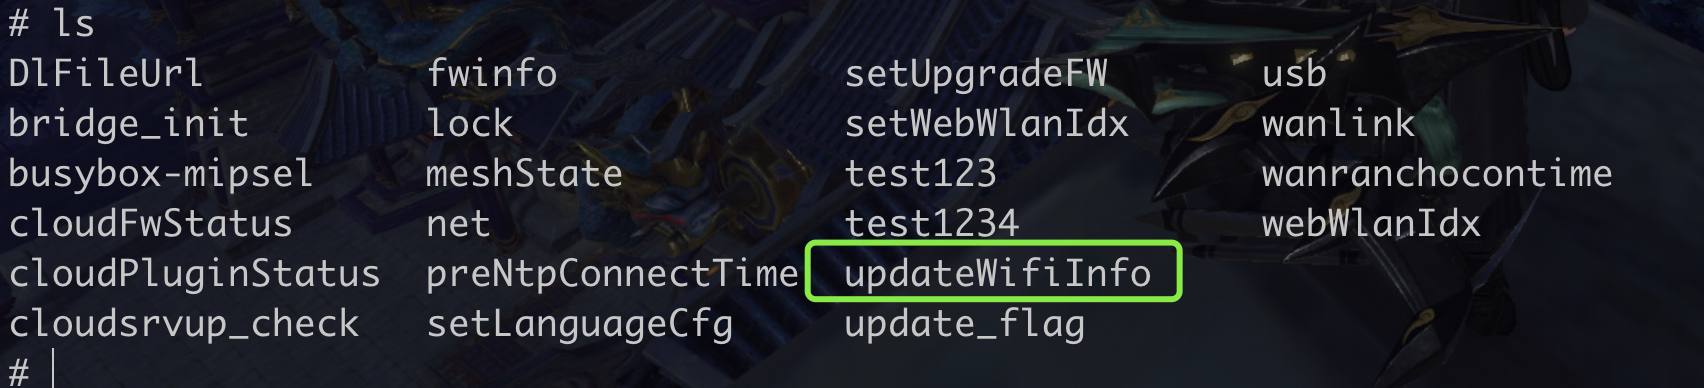 # ls
DlFileUrl fwinfo setUpgradeFW usb
bridge_init lock setWebWlanIdx wanlink
busybox-mipsel meshState test123 wanranchocontime
cloudFwStatus net test1234 webWlanIdx
cloudPluginStatus preNtpConnectTime updateWifiInfo
cloudsrvup_check setLanguageCfg update_flag
#